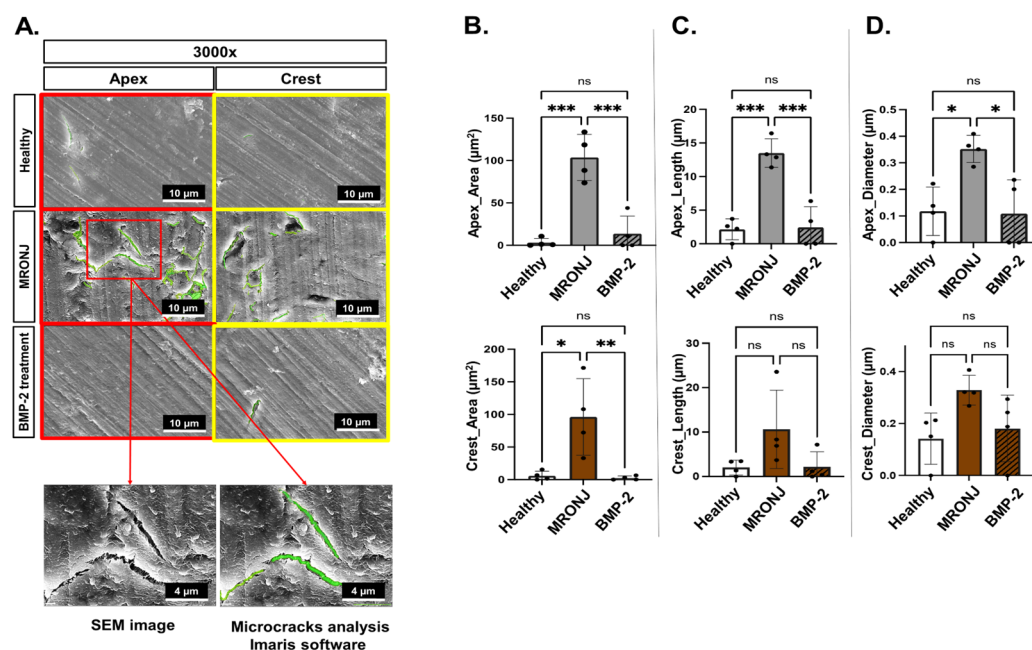 A.
3000x
Apex Crest
Healthy
10 µm 10 µm
MRONJ
10 µm 10 µm
BMP-2 treatment
10 µm 10 µm
4 µm 4 µm
SEM image
Microcracks analysis
Imaris software
B.
ns
*** ***
Apex_Area (µm²)
150
100
50
0
Healthy MRONJ BMP-2
ns
* **
Crest_Area (µm²)
200
150
100
50
0
Healthy MRONJ BMP-2
C.
ns
*** ***
Apex_Length (µm)
20
15
10
5
0
Healthy MRONJ BMP-2
ns
ns ns
Crest_Length (µm)
30
20
10
0
Healthy MRONJ BMP-2
D.
ns
* *
Apex_Diameter (µm)
0.5
0.4
0.3
0.2
0.1
0.0
Healthy MRONJ BMP-2
ns
ns ns
Crest_Diameter (µm)
0.4
0.2
0.0
Healthy MRONJ BMP-2